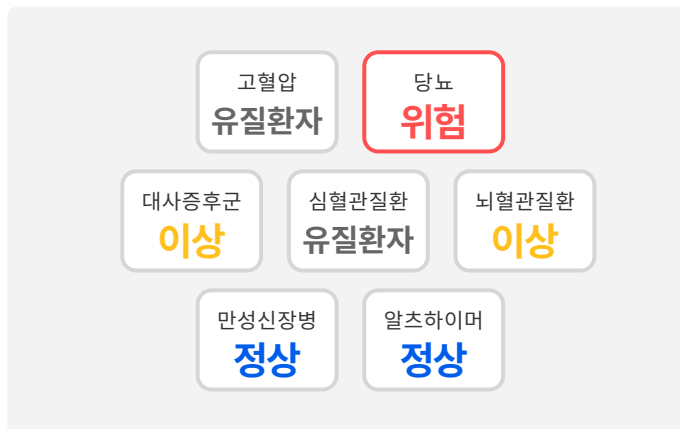 고혈압
유질환자
당뇨
위험
대사증후군
이상
심혈관질환
유질환자
뇌혈관질환
이상
만성신장병
정상
알츠하이머
정상